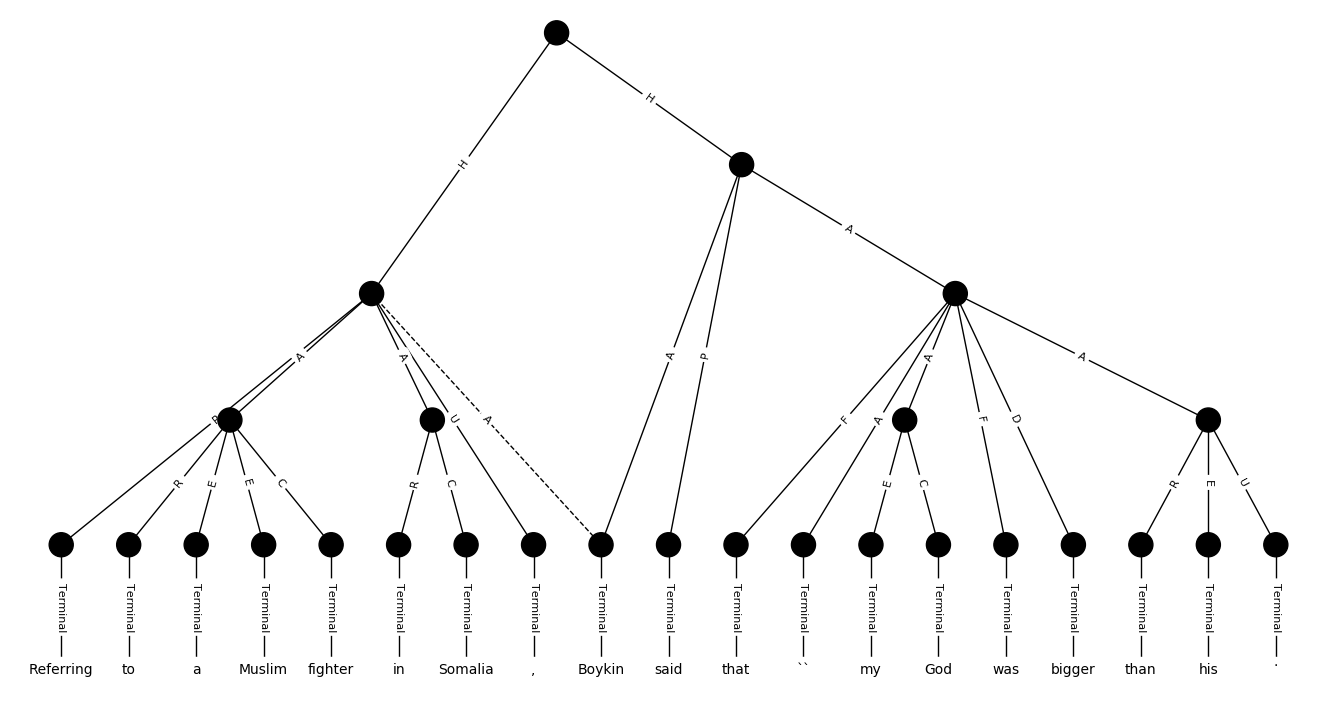 H
H
A
A
A
A
P
A
U
A
F
A
F
D
A
P
R
E
E
C
R
C
E
C
R
E
U
Terminal Terminal Terminal Terminal Terminal Terminal Terminal Terminal Terminal Terminal Terminal Terminal Terminal Terminal Terminal Terminal Terminal Terminal Terminal
Referring to a Muslim fighter in Somalia , Boykin said that `` my God was bigger than his .